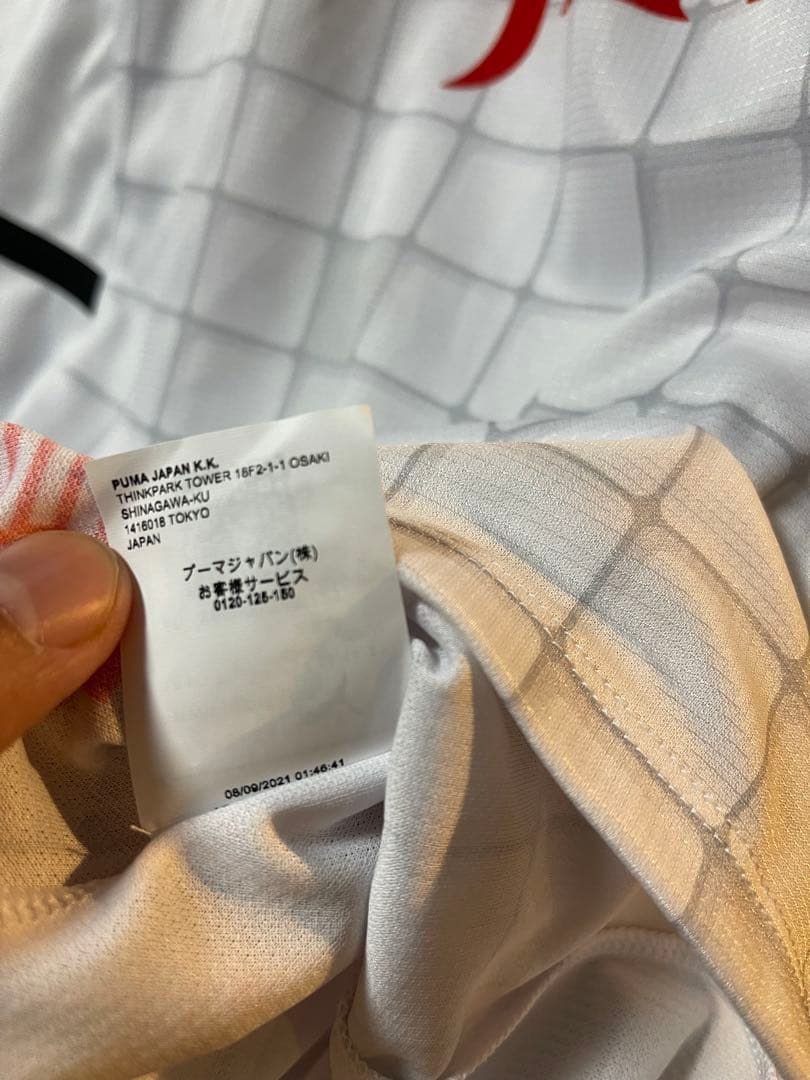 PUMA JAPAN K.K.
THINKPARK TOWER 18F2-1-1 OSAKI
SHINAGAWA-KU
1416018 TOKYO
JAPAN
プーマジャパン(株)
お客様サービス
0120-125-150
08/09/2021 01:46:41